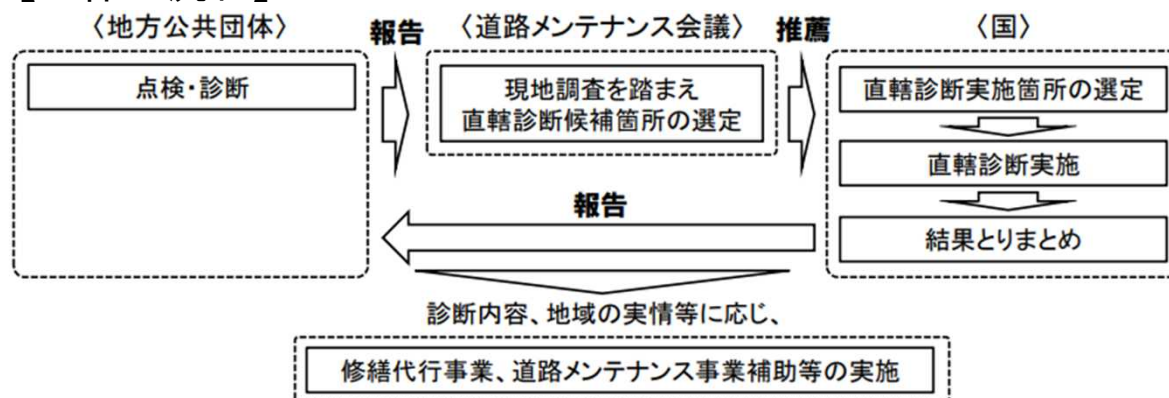 〈地方公共団体〉
報告
〈道路メンテナンス会議〉
推薦
〈国〉
点検・診断
現地調査を踏まえ
直轄診断候補箇所の選定
直轄診断実施箇所の選定
直轄診断実施
結果とりまとめ
報告
診断内容、地域の実情等に応じ、
修繕代行事業、道路メンテナンス事業補助等の実施